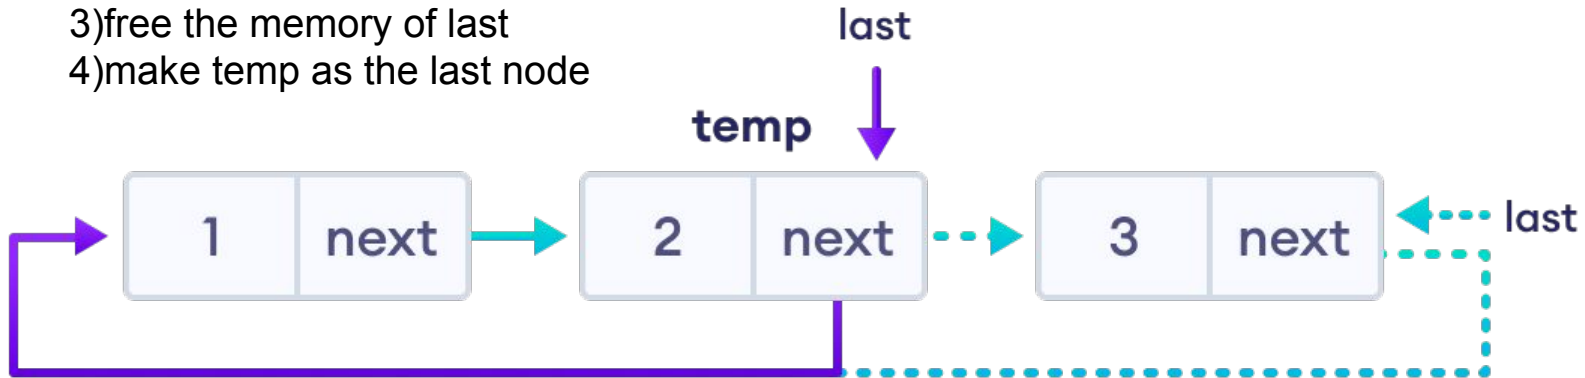 3)free the memory of last
4)make temp as the last node
last
temp
1 next 2 next 3 next
last